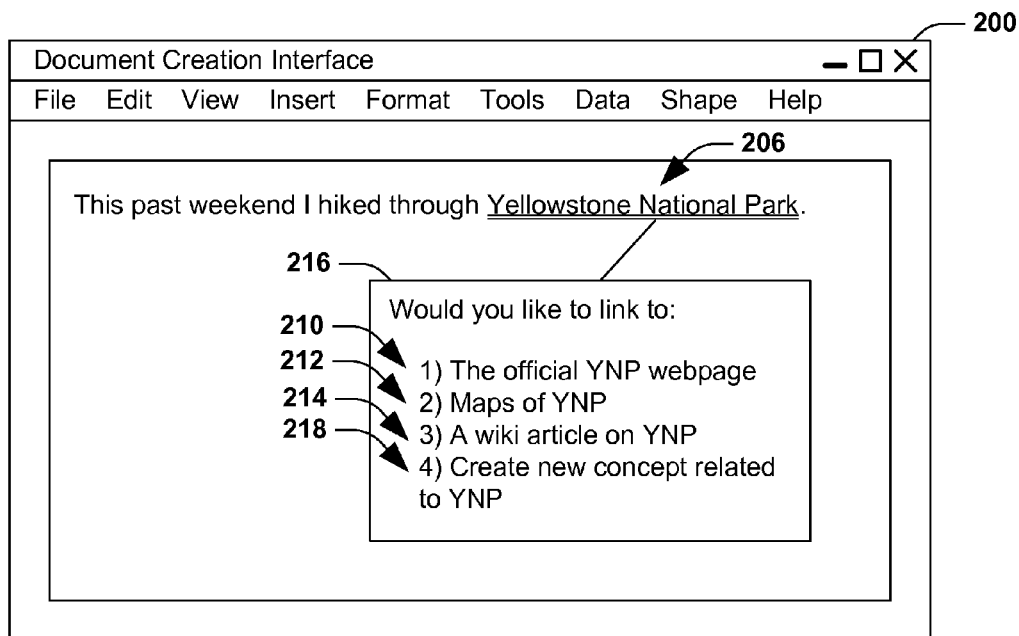 200
Document Creation Interface
File Edit View Insert Format Tools Data Shape Help
206
This past weekend I hiked through Yellowstone National Park.
216
Would you like to link to:
210
1) The official YNP webpage
212
2) Maps of YNP
214
3) A wiki article on YNP
218
4) Create new concept related
to YNP